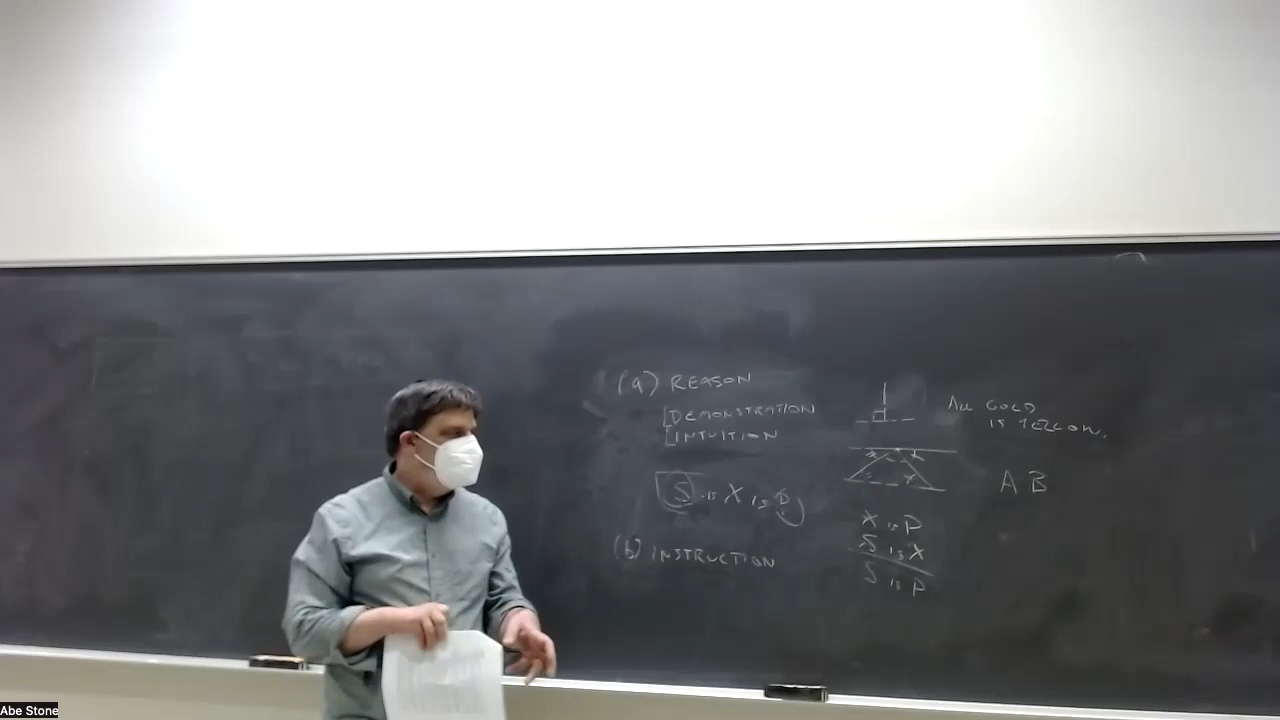 (a) REASON
[DEMONSTRATION
[INTUITION
S is X is P
(b) INSTRUCTION
ALL GOLD
IS YELLOW.
A B
X is P
S is X
S is P
Abe Stone